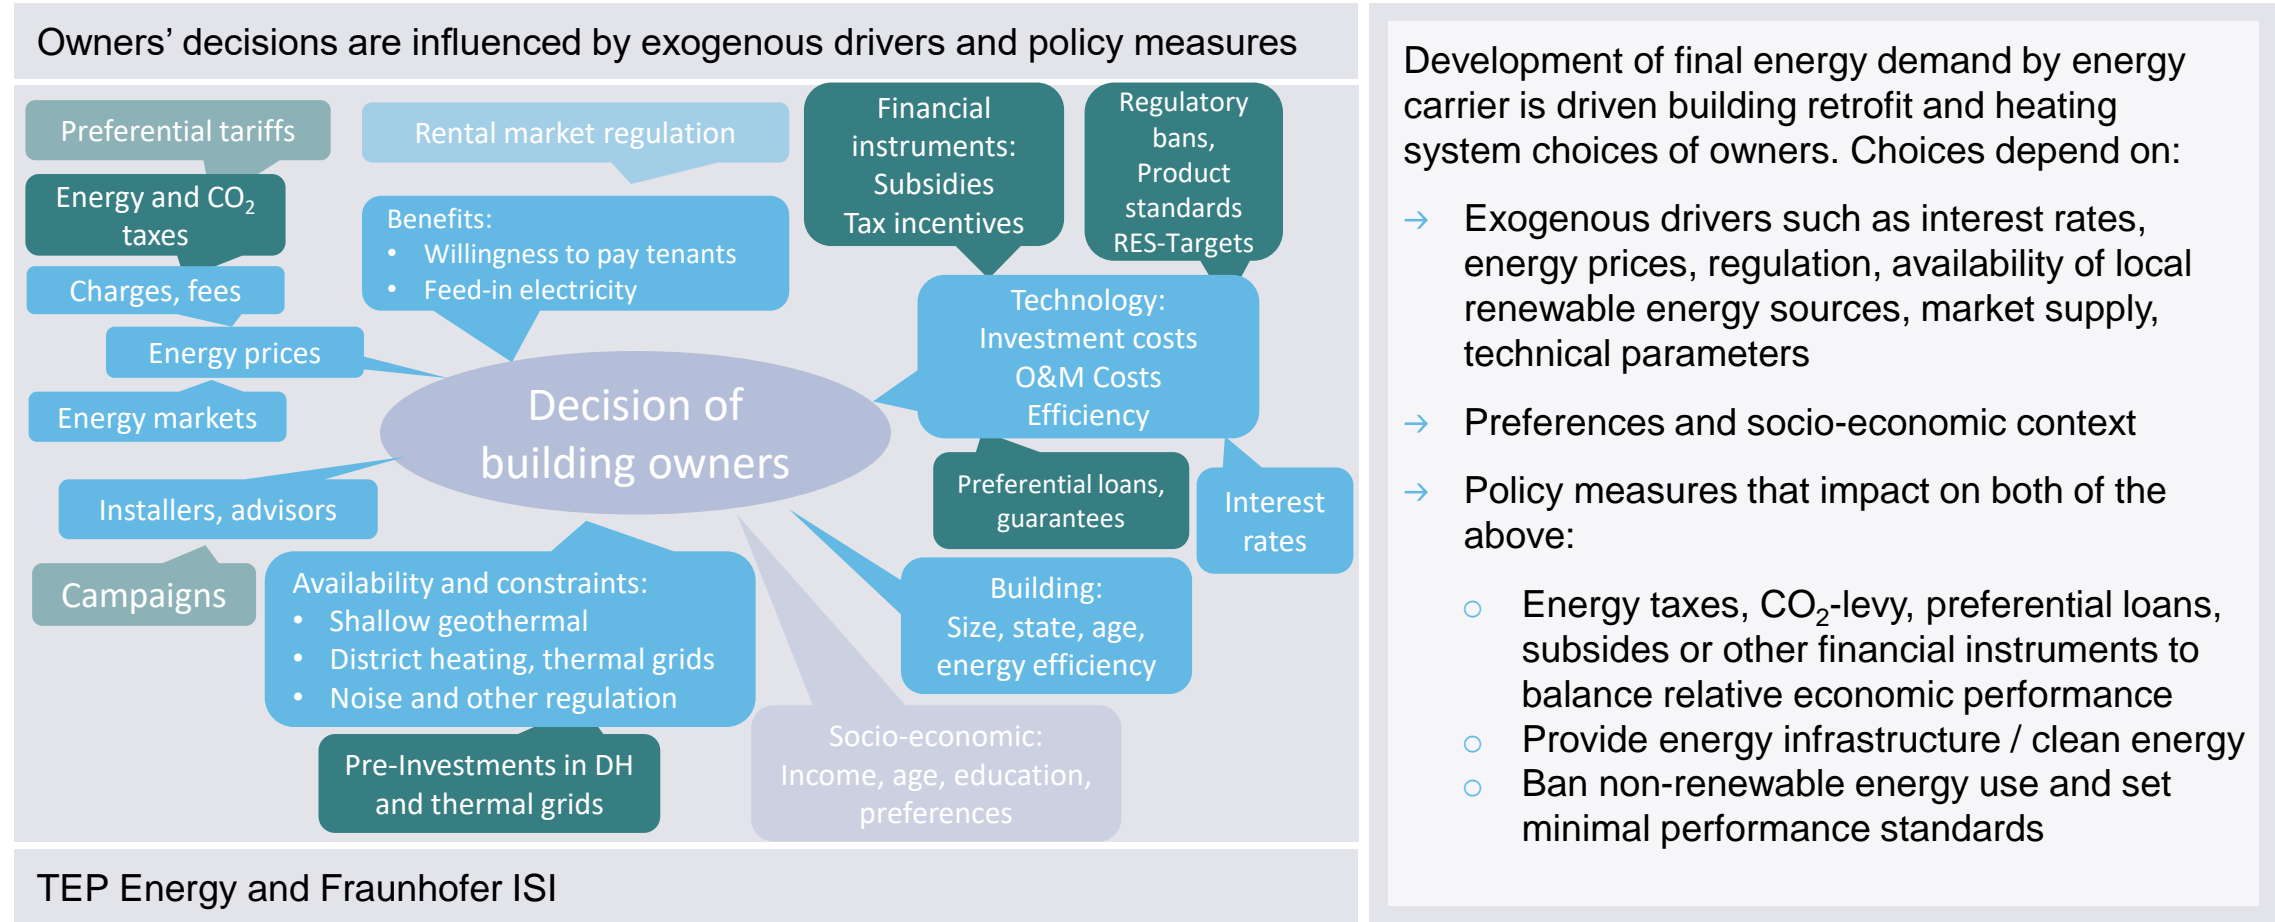 Owners’ decisions are influenced by exogenous drivers and policy measures
Preferential tariffs
Energy and CO₂
taxes
Charges, fees
Energy prices
Energy markets
Installers, advisors
Campaigns
Rental market regulation
Benefits:
• Willingness to pay tenants
• Feed-in electricity
Financial
instruments:
Subsidies
Tax incentives
Regulatory
bans,
Product
standards
RES-Targets
Technology:
Investment costs
O&M Costs
Efficiency
Decision of
building owners
Preferential loans,
guarantees
Interest
rates
Availability and constraints:
• Shallow geothermal
• District heating, thermal grids
• Noise and other regulation
Building:
Size, state, age,
energy efficiency
Pre-Investments in DH
and thermal grids
Socio-economic:
Income, age, education,
preferences
TEP Energy and Fraunhofer ISI
Development of final energy demand by energy
carrier is driven building retrofit and heating
system choices of owners. Choices depend on:
→ Exogenous drivers such as interest rates,
energy prices, regulation, availability of local
renewable energy sources, market supply,
technical parameters
→ Preferences and socio-economic context
→ Policy measures that impact on both of the
above:
○ Energy taxes, CO₂-levy, preferential loans,
subsides or other financial instruments to
balance relative economic performance
○ Provide energy infrastructure / clean energy
○ Ban non-renewable energy use and set
minimal performance standards